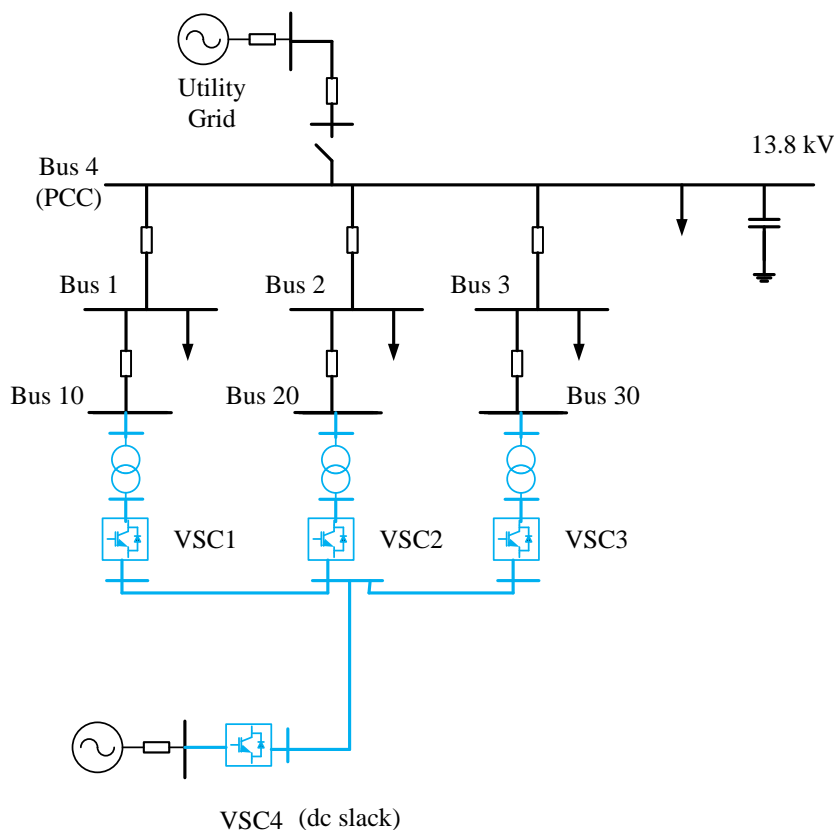 Utility
Grid
13.8 kV
Bus 4
(PCC)
Bus 1
Bus 2
Bus 3
Bus 10
Bus 20
Bus 30
VSC1
VSC2
VSC3
VSC4 (dc slack)